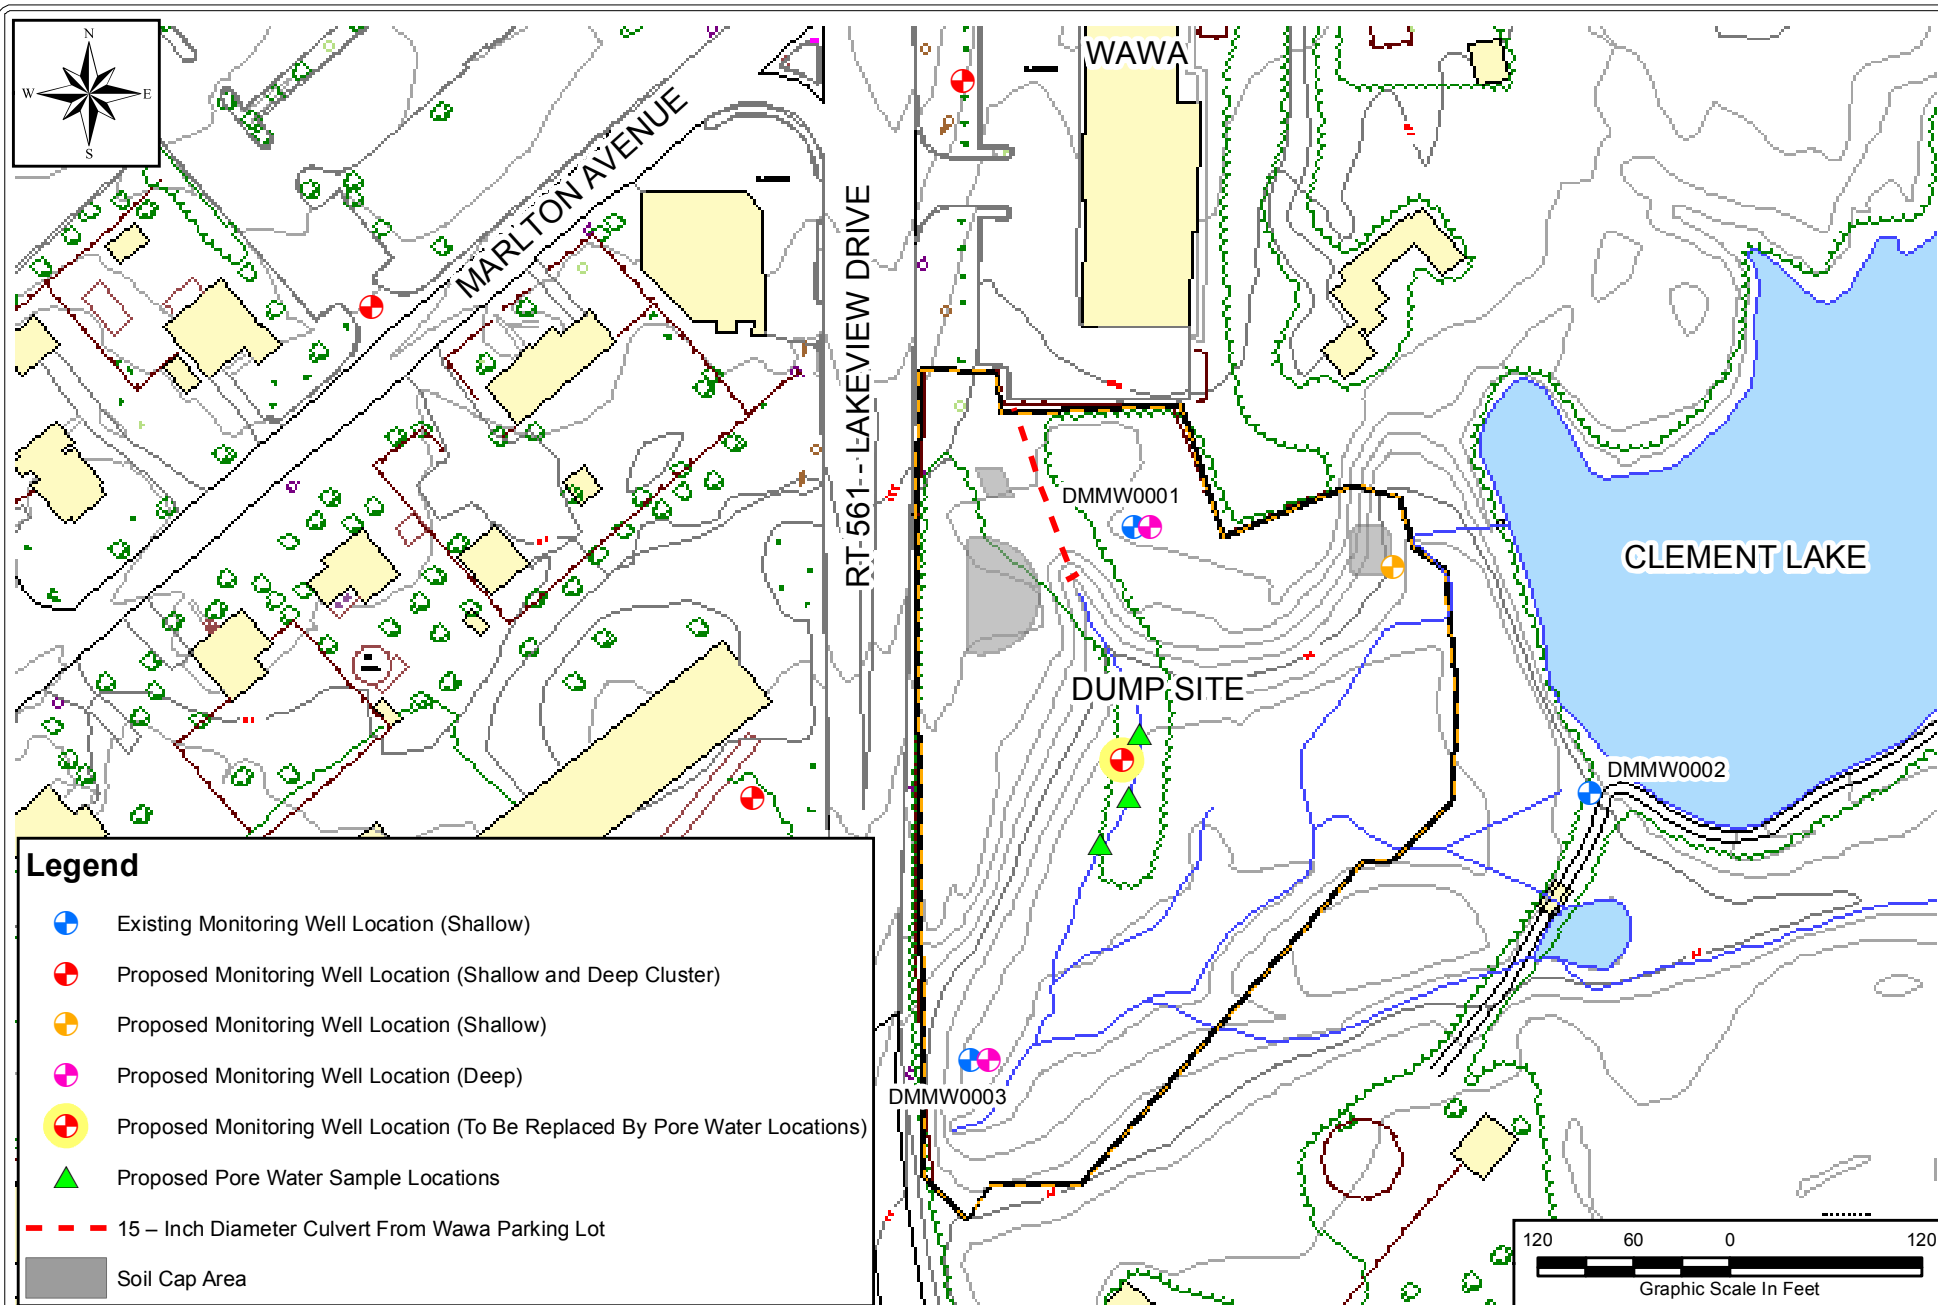 N
W
E
S
WAWA
MARLTON AVENUE
RT 561 - LAKEVIEW DRIVE
DMMW0001
CLEMENT LAKE
DUMP SITE
DMMW0002
DMMW0003
Legend
Existing Monitoring Well Location (Shallow)
Proposed Monitoring Well Location (Shallow and Deep Cluster)
Proposed Monitoring Well Location (Shallow)
Proposed Monitoring Well Location (Deep)
Proposed Monitoring Well Location (To Be Replaced By Pore Water Locations)
Proposed Pore Water Sample Locations
15 – Inch Diameter Culvert From Wawa Parking Lot
Soil Cap Area
120 60 0 120
Graphic Scale In Feet